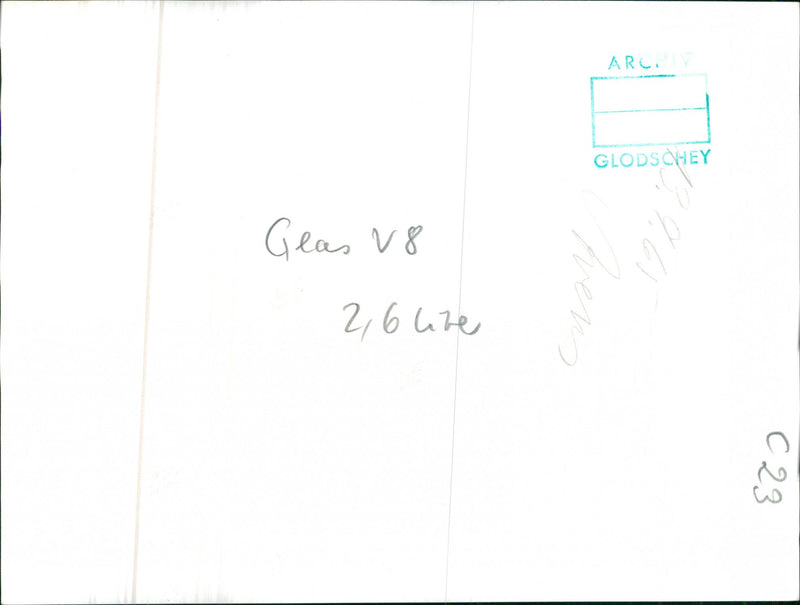 ARCHIV
GLODSCHEY
Glas V8
2,6 Liter
C23